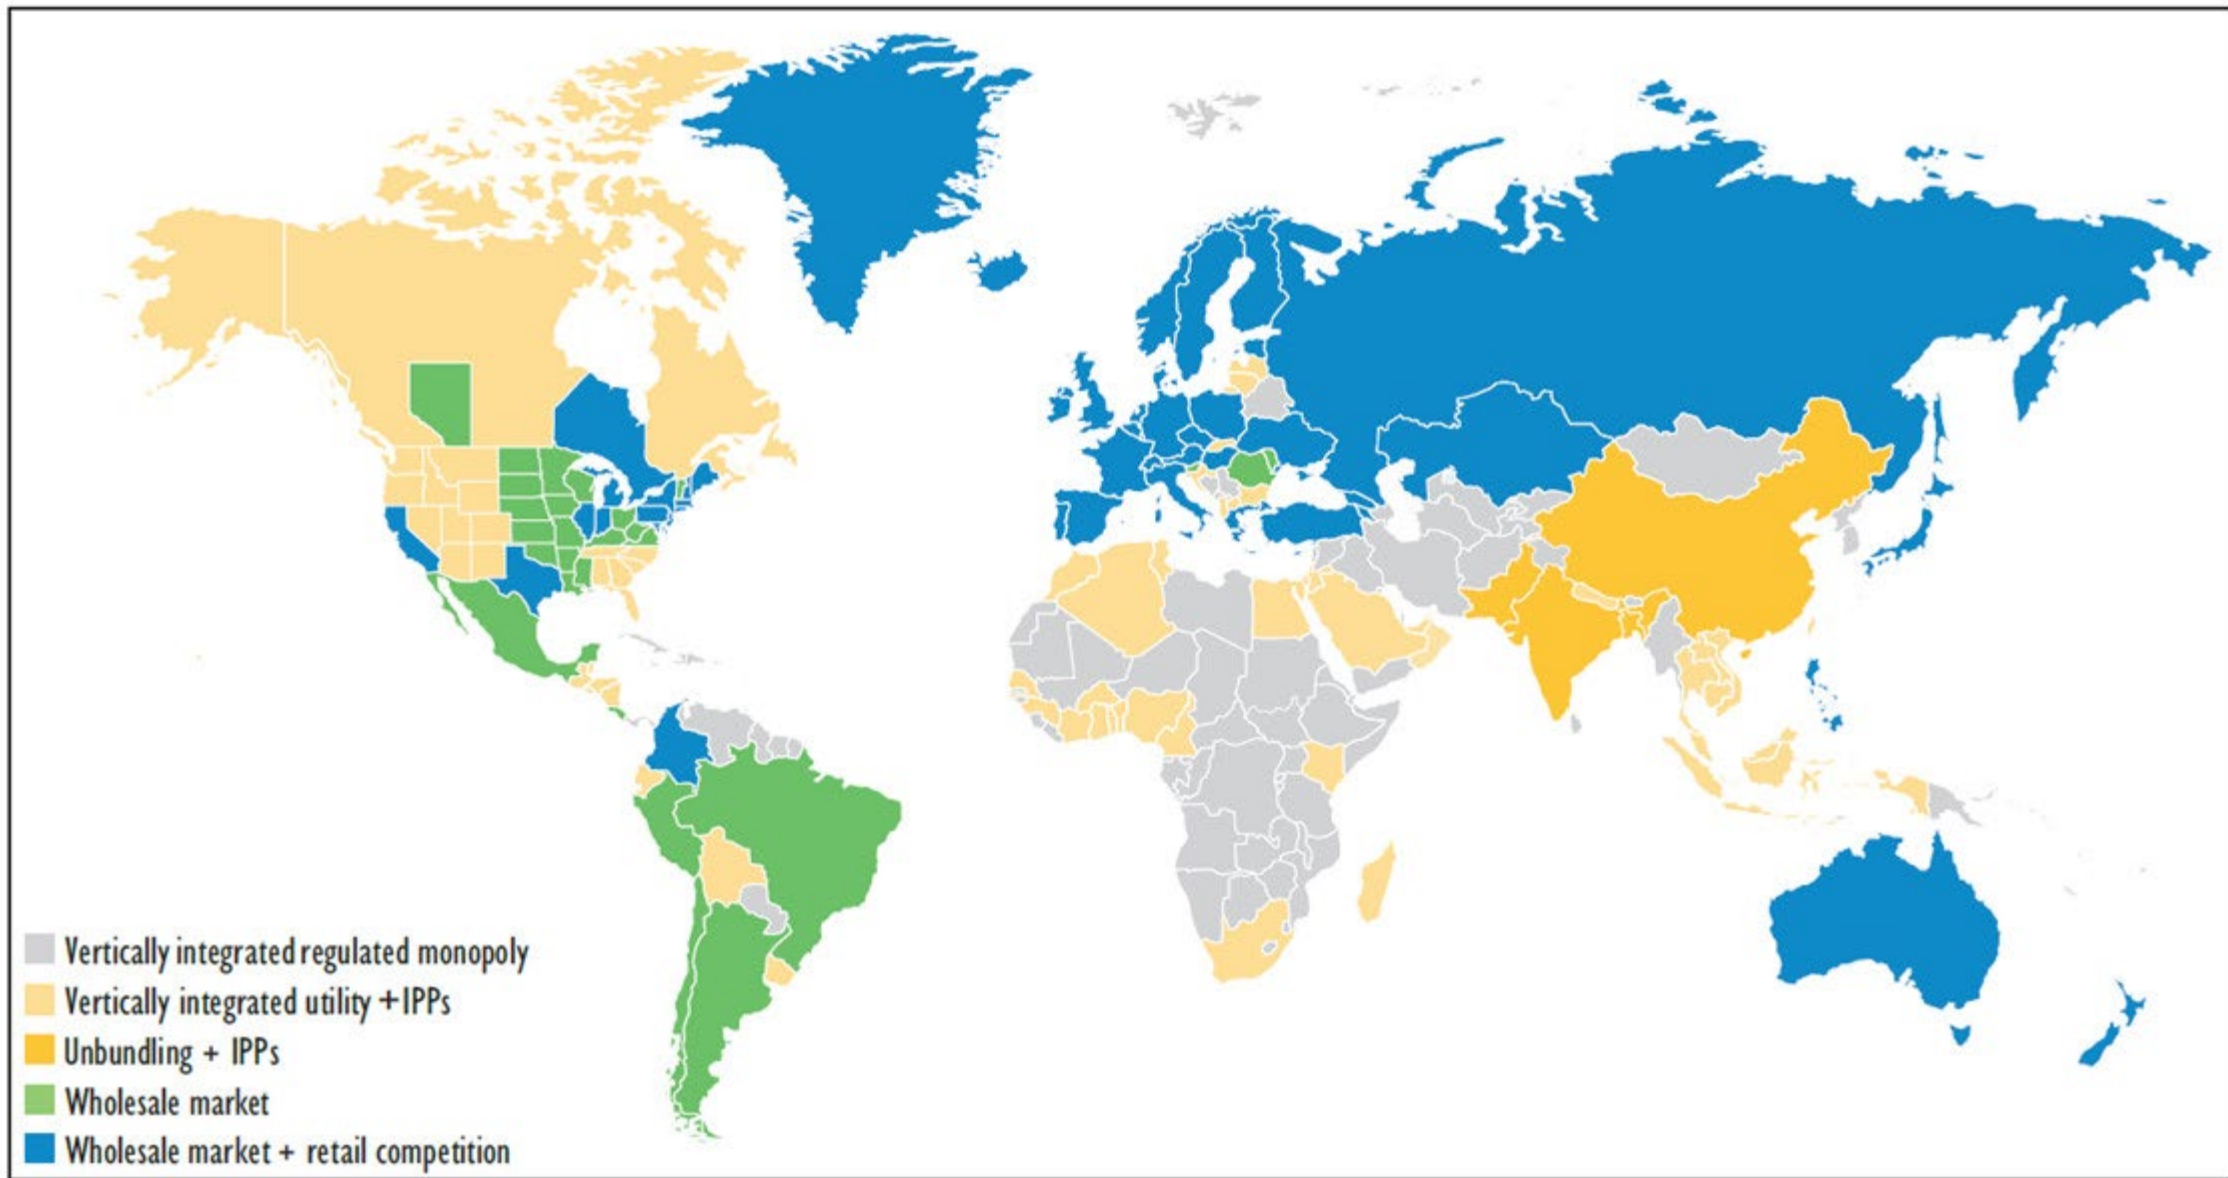 Vertically integrated regulated monopoly
Vertically integrated utility +IPPs
Unbundling + IPPs
Wholesale market
Wholesale market + retail competition